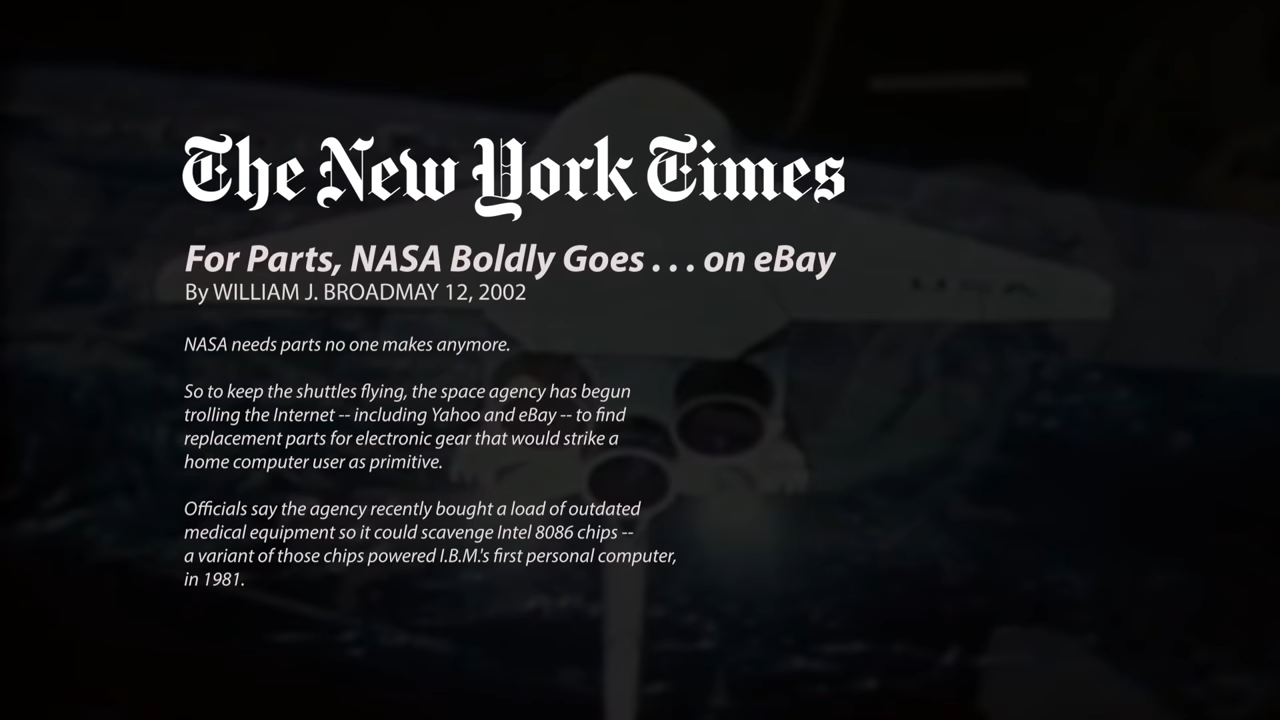 The New York Times
For Parts, NASA Boldly Goes . . . on eBay
By WILLIAM J. BROADMAY 12, 2002
NASA needs parts no one makes anymore.
So to keep the shuttles flying, the space agency has begun
trolling the Internet -- including Yahoo and eBay -- to find
replacement parts for electronic gear that would strike a
home computer user as primitive.
Officials say the agency recently bought a load of outdated
medical equipment so it could scavenge Intel 8086 chips --
a variant of those chips powered I.B.M.'s first personal computer,
in 1981.
USA